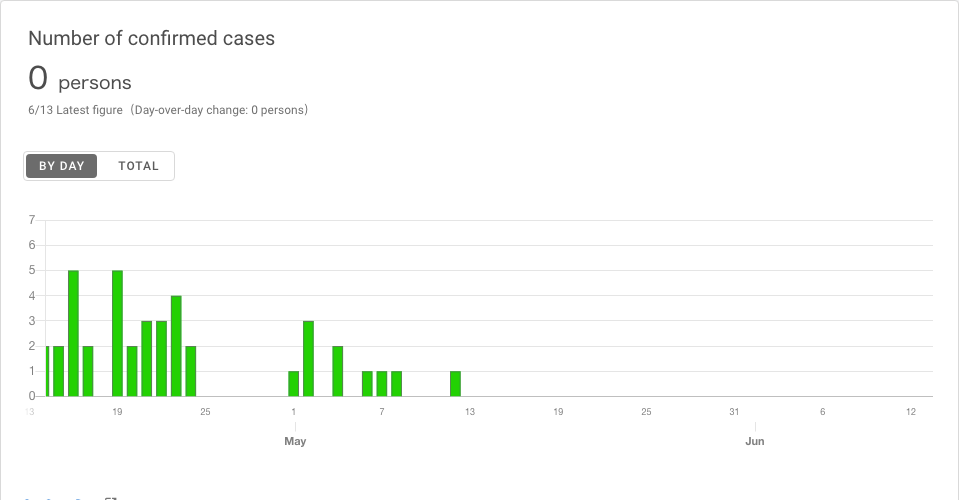 Number of confirmed cases
0 persons
6/13 Latest figure (Day-over-day change: 0 persons)
BY DAY TOTAL
7
6
5
4
3
2
1
0
13 19 25 1 7 13 19 25 31 6 12
May Jun